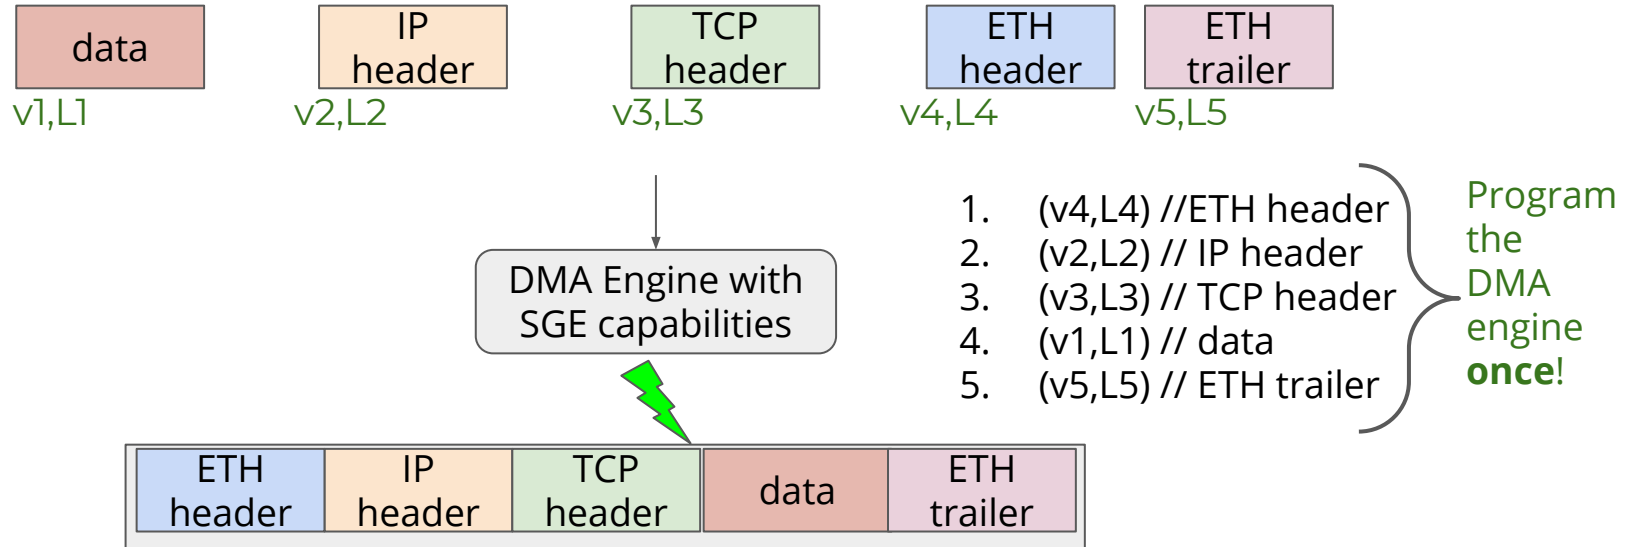 data
IP
header
TCP
header
ETH
header
ETH
trailer
v1,L1
v2,L2
v3,L3
v4,L4
v5,L5
DMA Engine with
SGE capabilities
1. (v4,L4) //ETH header
2. (v2,L2) // IP header
3. (v3,L3) // TCP header
4. (v1,L1) // data
5. (v5,L5) // ETH trailer
Program
the
DMA
engine
once!
ETH
header
IP
header
TCP
header
data
ETH
trailer